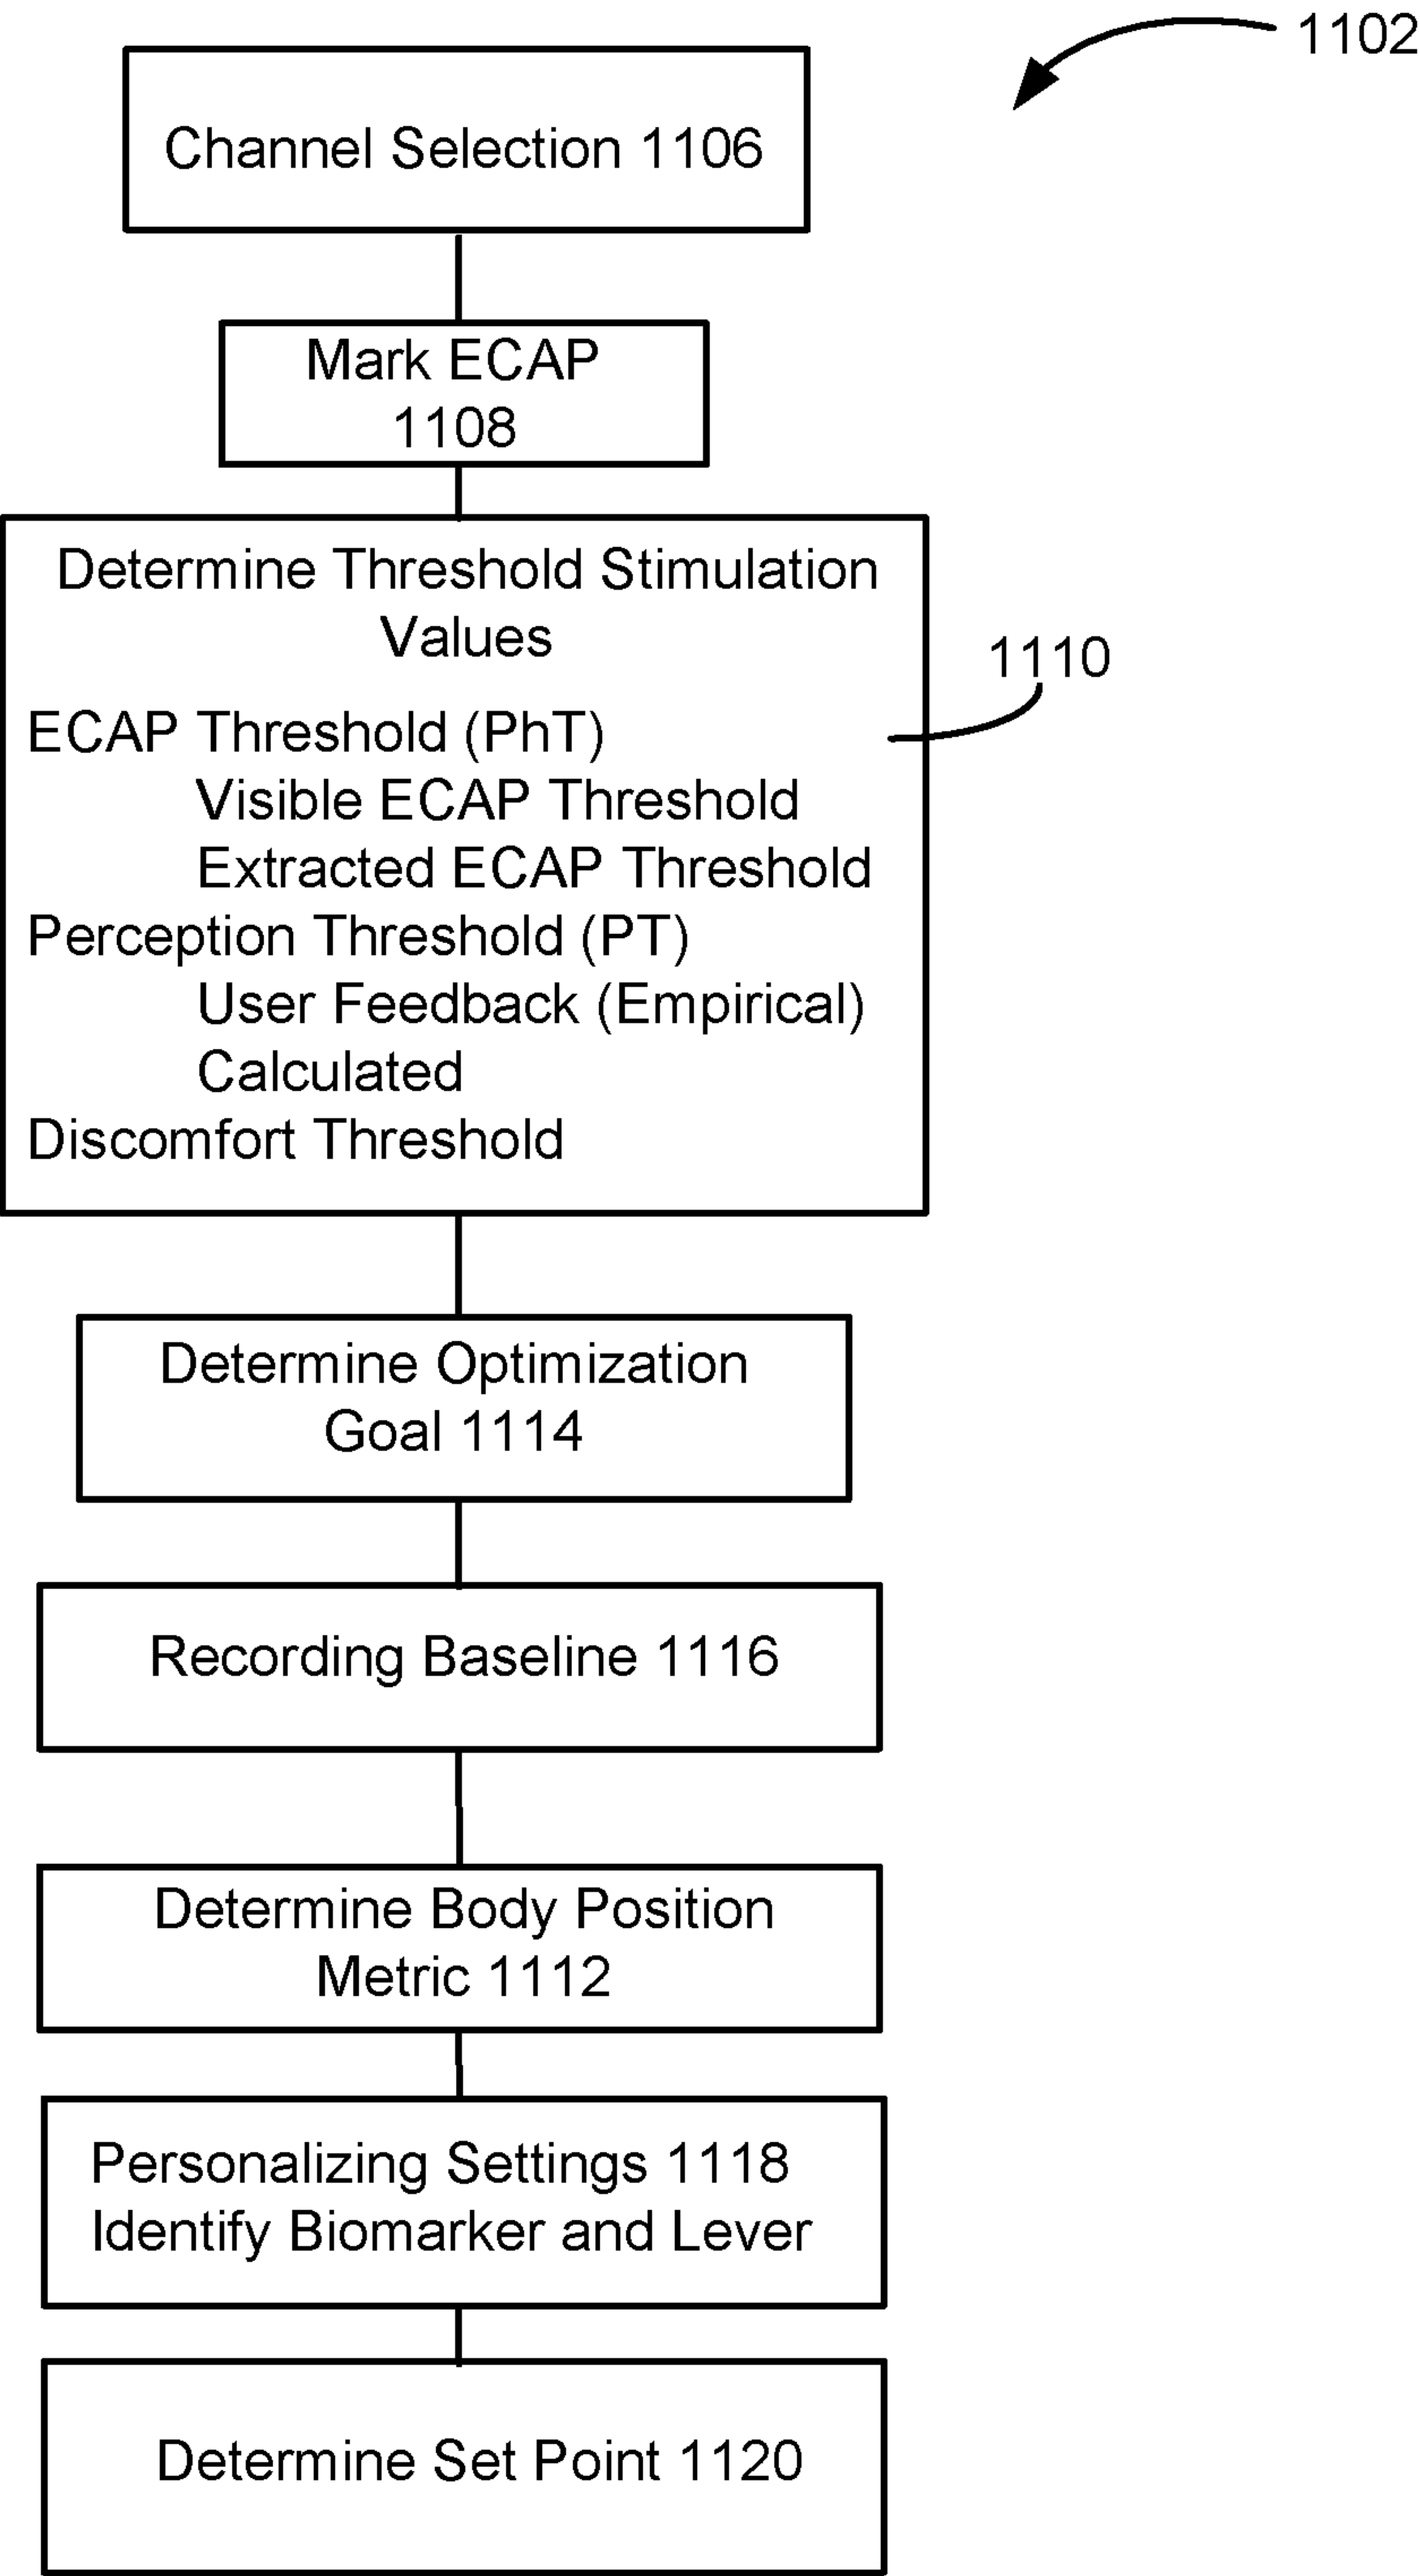 1102
Channel Selection 1106
Mark ECAP
1108
Determine Threshold Stimulation
Values
1110
ECAP Threshold (PhT)
Visible ECAP Threshold
Extracted ECAP Threshold
Perception Threshold (PT)
User Feedback (Empirical)
Calculated
Discomfort Threshold
Determine Optimization
Goal 1114
Recording Baseline 1116
Determine Body Position
Metric 1112
Personalizing Settings 1118
Identify Biomarker and Lever
Determine Set Point 1120